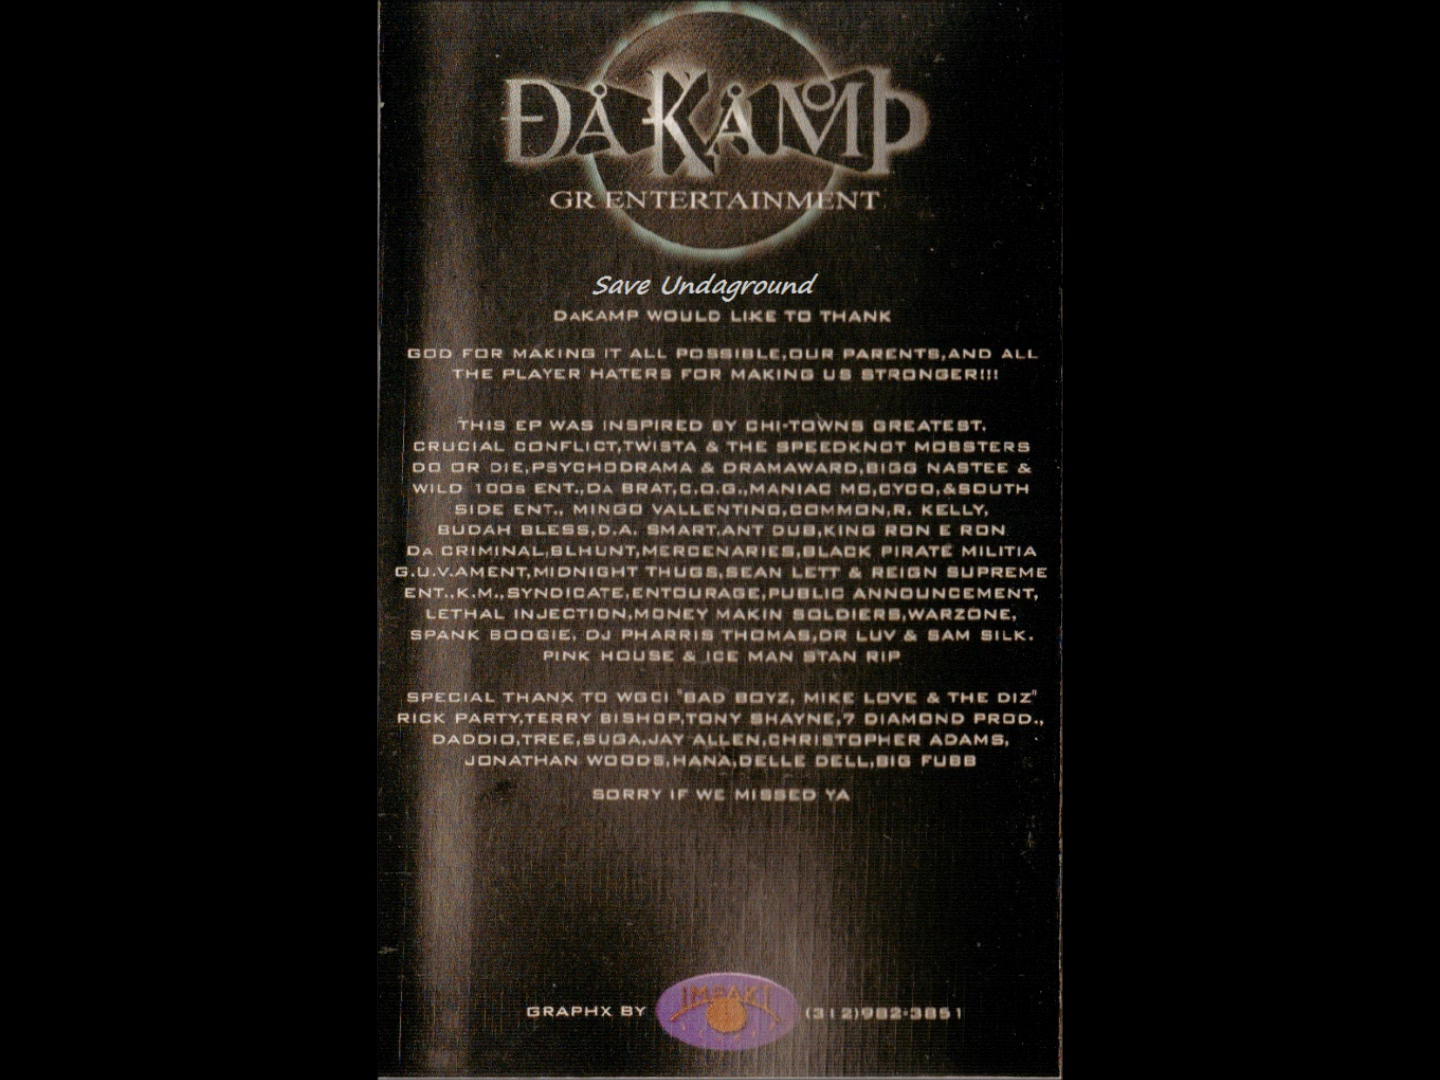 ÐÅ KÅMÞ
GR ENTERTAINMENT
Save Undaground
DAKAMP WOULD LIKE TO THANK
GOD FOR MAKING IT ALL POSSIBLE,OUR PARENTS,AND ALL
THE PLAYER HATERS FOR MAKING US STRONGER!!!
THIS EP WAS INSPIRED BY CHI-TOWNS GREATEST.
CRUCIAL CONFLICT,TWISTA & THE SPEEDKNOT MOBSTERS
DO OR DIE,PSYCHODRAMA & DRAMAWARD,BIGG NASTEE &
WILD 100s ENT.,DA BRAT,C.O.G.,MANIAC MC,CYCO,&SOUTH
SIDE ENT., MINGO VALLENTINO,COMMON,R. KELLY,
BUDAH BLESS,D.A. SMART,ANT DUB,KING RON E RON
DA CRIMINAL,BLHUNT,MERCENARIES,BLACK PIRATE MILITIA
G.U.V.AMENT,MIDNIGHT THUGS,SEAN LETT & REIGN SUPREME
ENT.,K.M.,SYNDICATE,ENTOURAGE,PUBLIC ANNOUNCEMENT,
LETHAL INJECTION,MONEY MAKIN SOLDIERS,WARZONE,
SPANK BOOGIE, DJ PHARRIS THOMAS,DR LUV & SAM SILK.
PINK HOUSE & ICE MAN STAN RIP
SPECIAL THANX TO WGCI "BAD BOYZ, MIKE LOVE & THE DIZ"
RICK PARTY,TERRY BISHOP,TONY SHAYNE,7 DIAMOND PROD.,
DADDIO,TREE,SUGA,JAY ALLEN,CHRISTOPHER ADAMS,
JONATHAN WOODS,HANA,DELLE DELL,BIG FUBB
SORRY IF WE MISSED YA
GRAPHX BY IMPAKT (312)982-3851